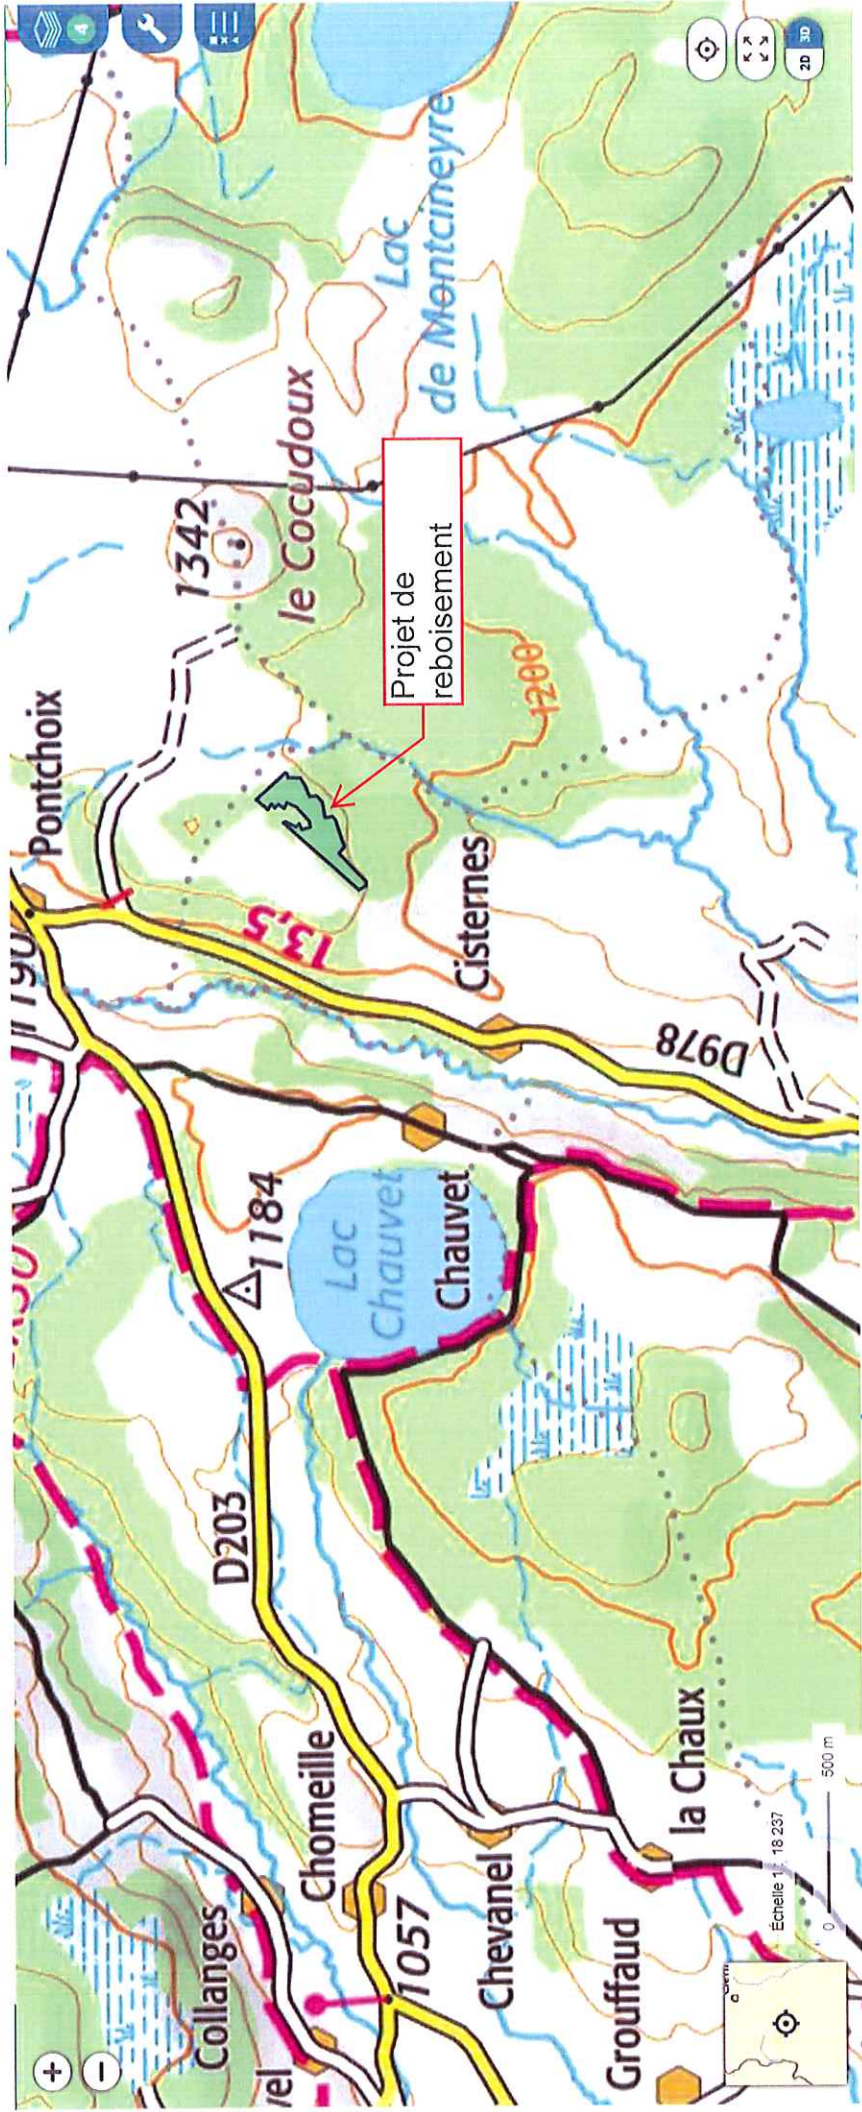 4
2D 3D
Pontchoix
1342
le Cocudoux
Lac
de Montcineyre
Projet de
reboisement
1200
13,5
Cisternes
D978
1184
Lac
Chauvet
Chauvet
D203
Chomeille
Collanges
1057
Chevanel
la Chaux
Grouffaud
Échelle 1 : 18 237
0 500 m